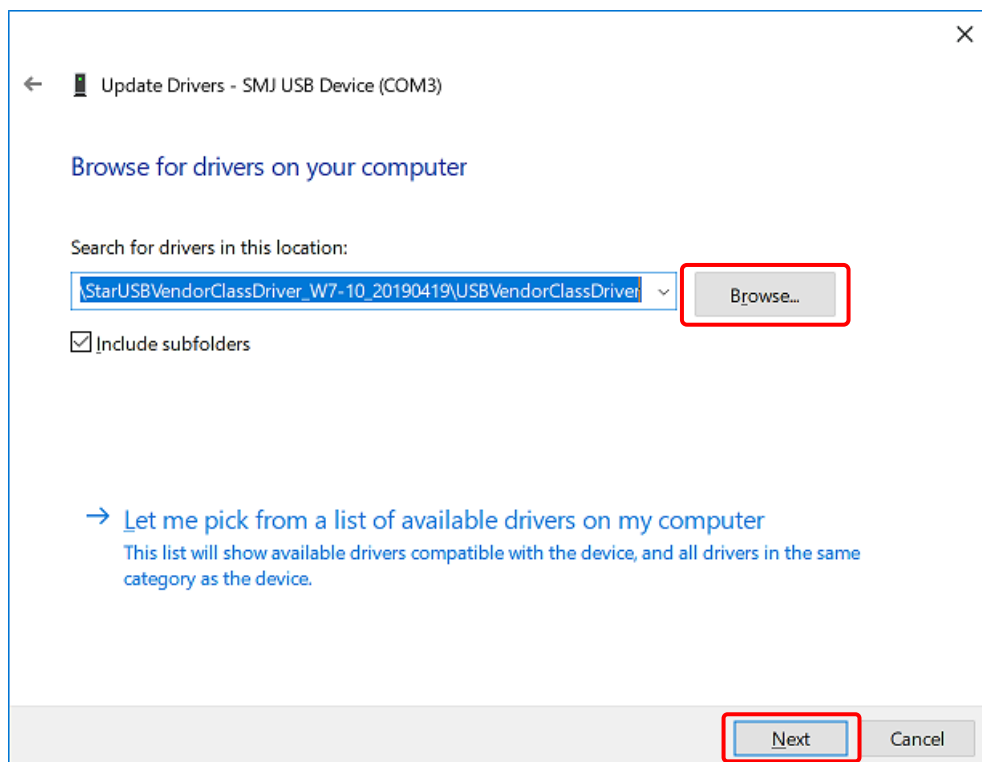 Update Drivers - SMJ USB Device (COM3)
Browse for drivers on your computer
Search for drivers in this location:
\StarUSBVendorClassDriver_W7-10_20190419\USBVendorClassDriver
Browse...
Include subfolders
Let me pick from a list of available drivers on my computer
This list will show available drivers compatible with the device, and all drivers in the same
category as the device.
Next
Cancel